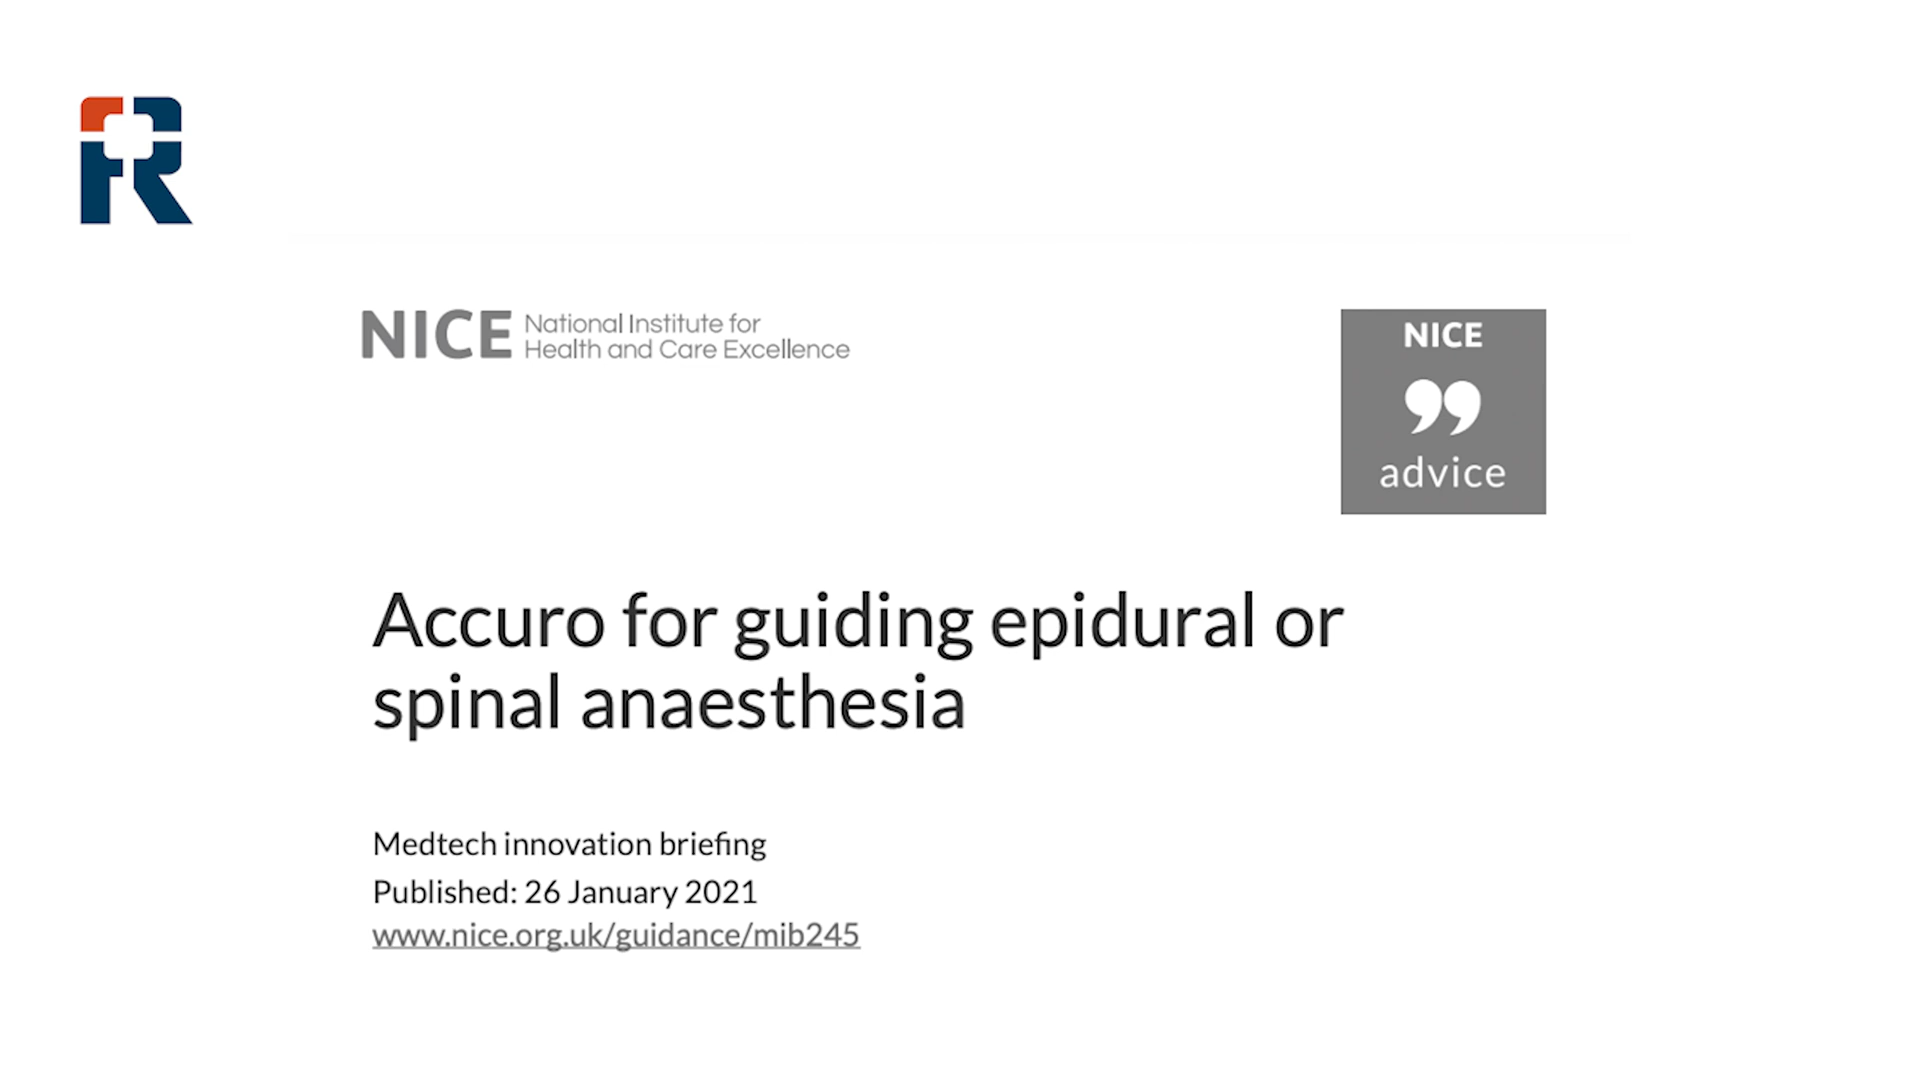 NICE National Institute for
Health and Care Excellence
NICE
advice
Accuro for guiding epidural or
spinal anaesthesia
Medtech innovation briefing
Published: 26 January 2021
www.nice.org.uk/guidance/mib245